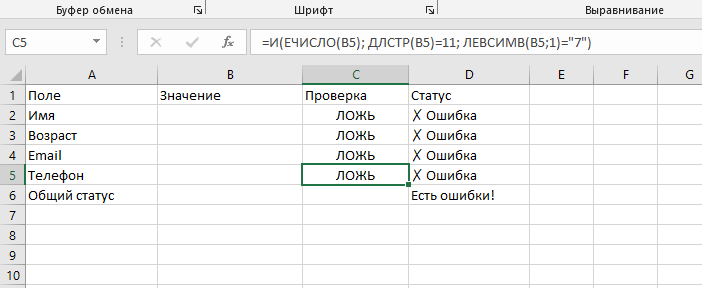 Буфер обмена Шрифт Выравнивание
C5 fx =И(ЕЧИСЛО(B5); ДЛСТР(B5)=11; ЛЕВСИМВ(B5;1)="7")
A B C D E F G
1 Поле Значение Проверка Статус
2 Имя ЛОЖЬ ✗ Ошибка
3 Возраст ЛОЖЬ ✗ Ошибка
4 Email ЛОЖЬ ✗ Ошибка
5 Телефон ЛОЖЬ ✗ Ошибка
6 Общий статус Есть ошибки!
7
8
9
10